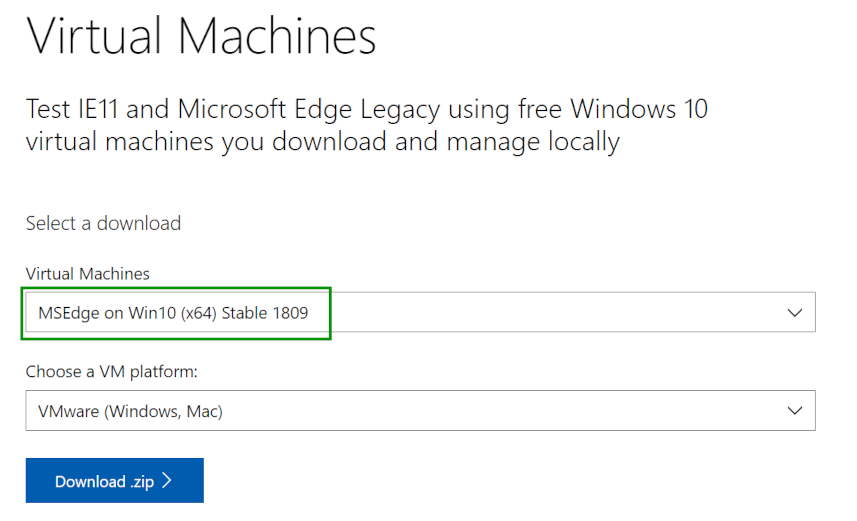 Virtual Machines
Test IE11 and Microsoft Edge Legacy using free Windows 10
virtual machines you download and manage locally
Select a download
Virtual Machines
MSEdge on Win10 (x64) Stable 1809
Choose a VM platform:
VMware (Windows, Mac)
Download .zip